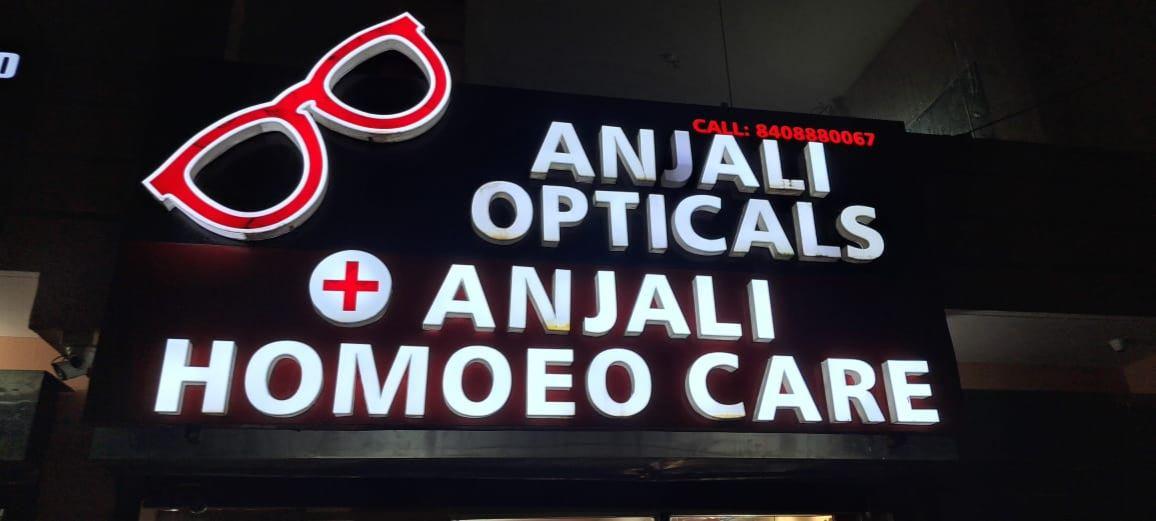 CALL: 8408880067
ANJALI
OPTICALS
ANJALI
HOMOEO CARE